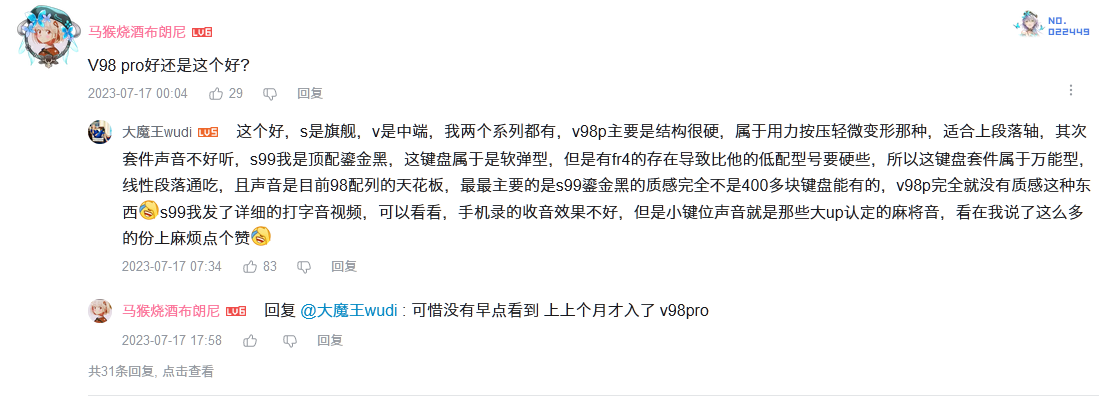 马猴烧酒布朗尼 LV6
NO.
022449
V98 pro好还是这个好?
2023-07-17 00:04 29 回复
大魔王wudi LV5 这个好，s是旗舰，v是中端，我两个系列都有，v98p主要是结构很硬，属于用力按压轻微变形那种，适合上段落轴，其次
套件声音不好听，s99我是顶配鎏金黑，这键盘属于是软弹型，但是有fr4的存在导致比他的低配型号要硬些，所以这键盘套件属于万能型，
线性段落通吃，且声音是目前98配列的天花板，最最主要的是s99鎏金黑的质感完全不是400多块键盘能有的，v98p完全就没有质感这种东
西s99我发了详细的打字音视频，可以看看，手机录的收音效果不好，但是小键位声音就是那些大up认定的麻将音，看在我说了这么多
的份上麻烦点个赞
2023-07-17 07:34 83 回复
马猴烧酒布朗尼 LV6 回复 @大魔王wudi : 可惜没有早点看到 上上个月才入了 v98pro
2023-07-17 17:58 回复
共31条回复, 点击查看